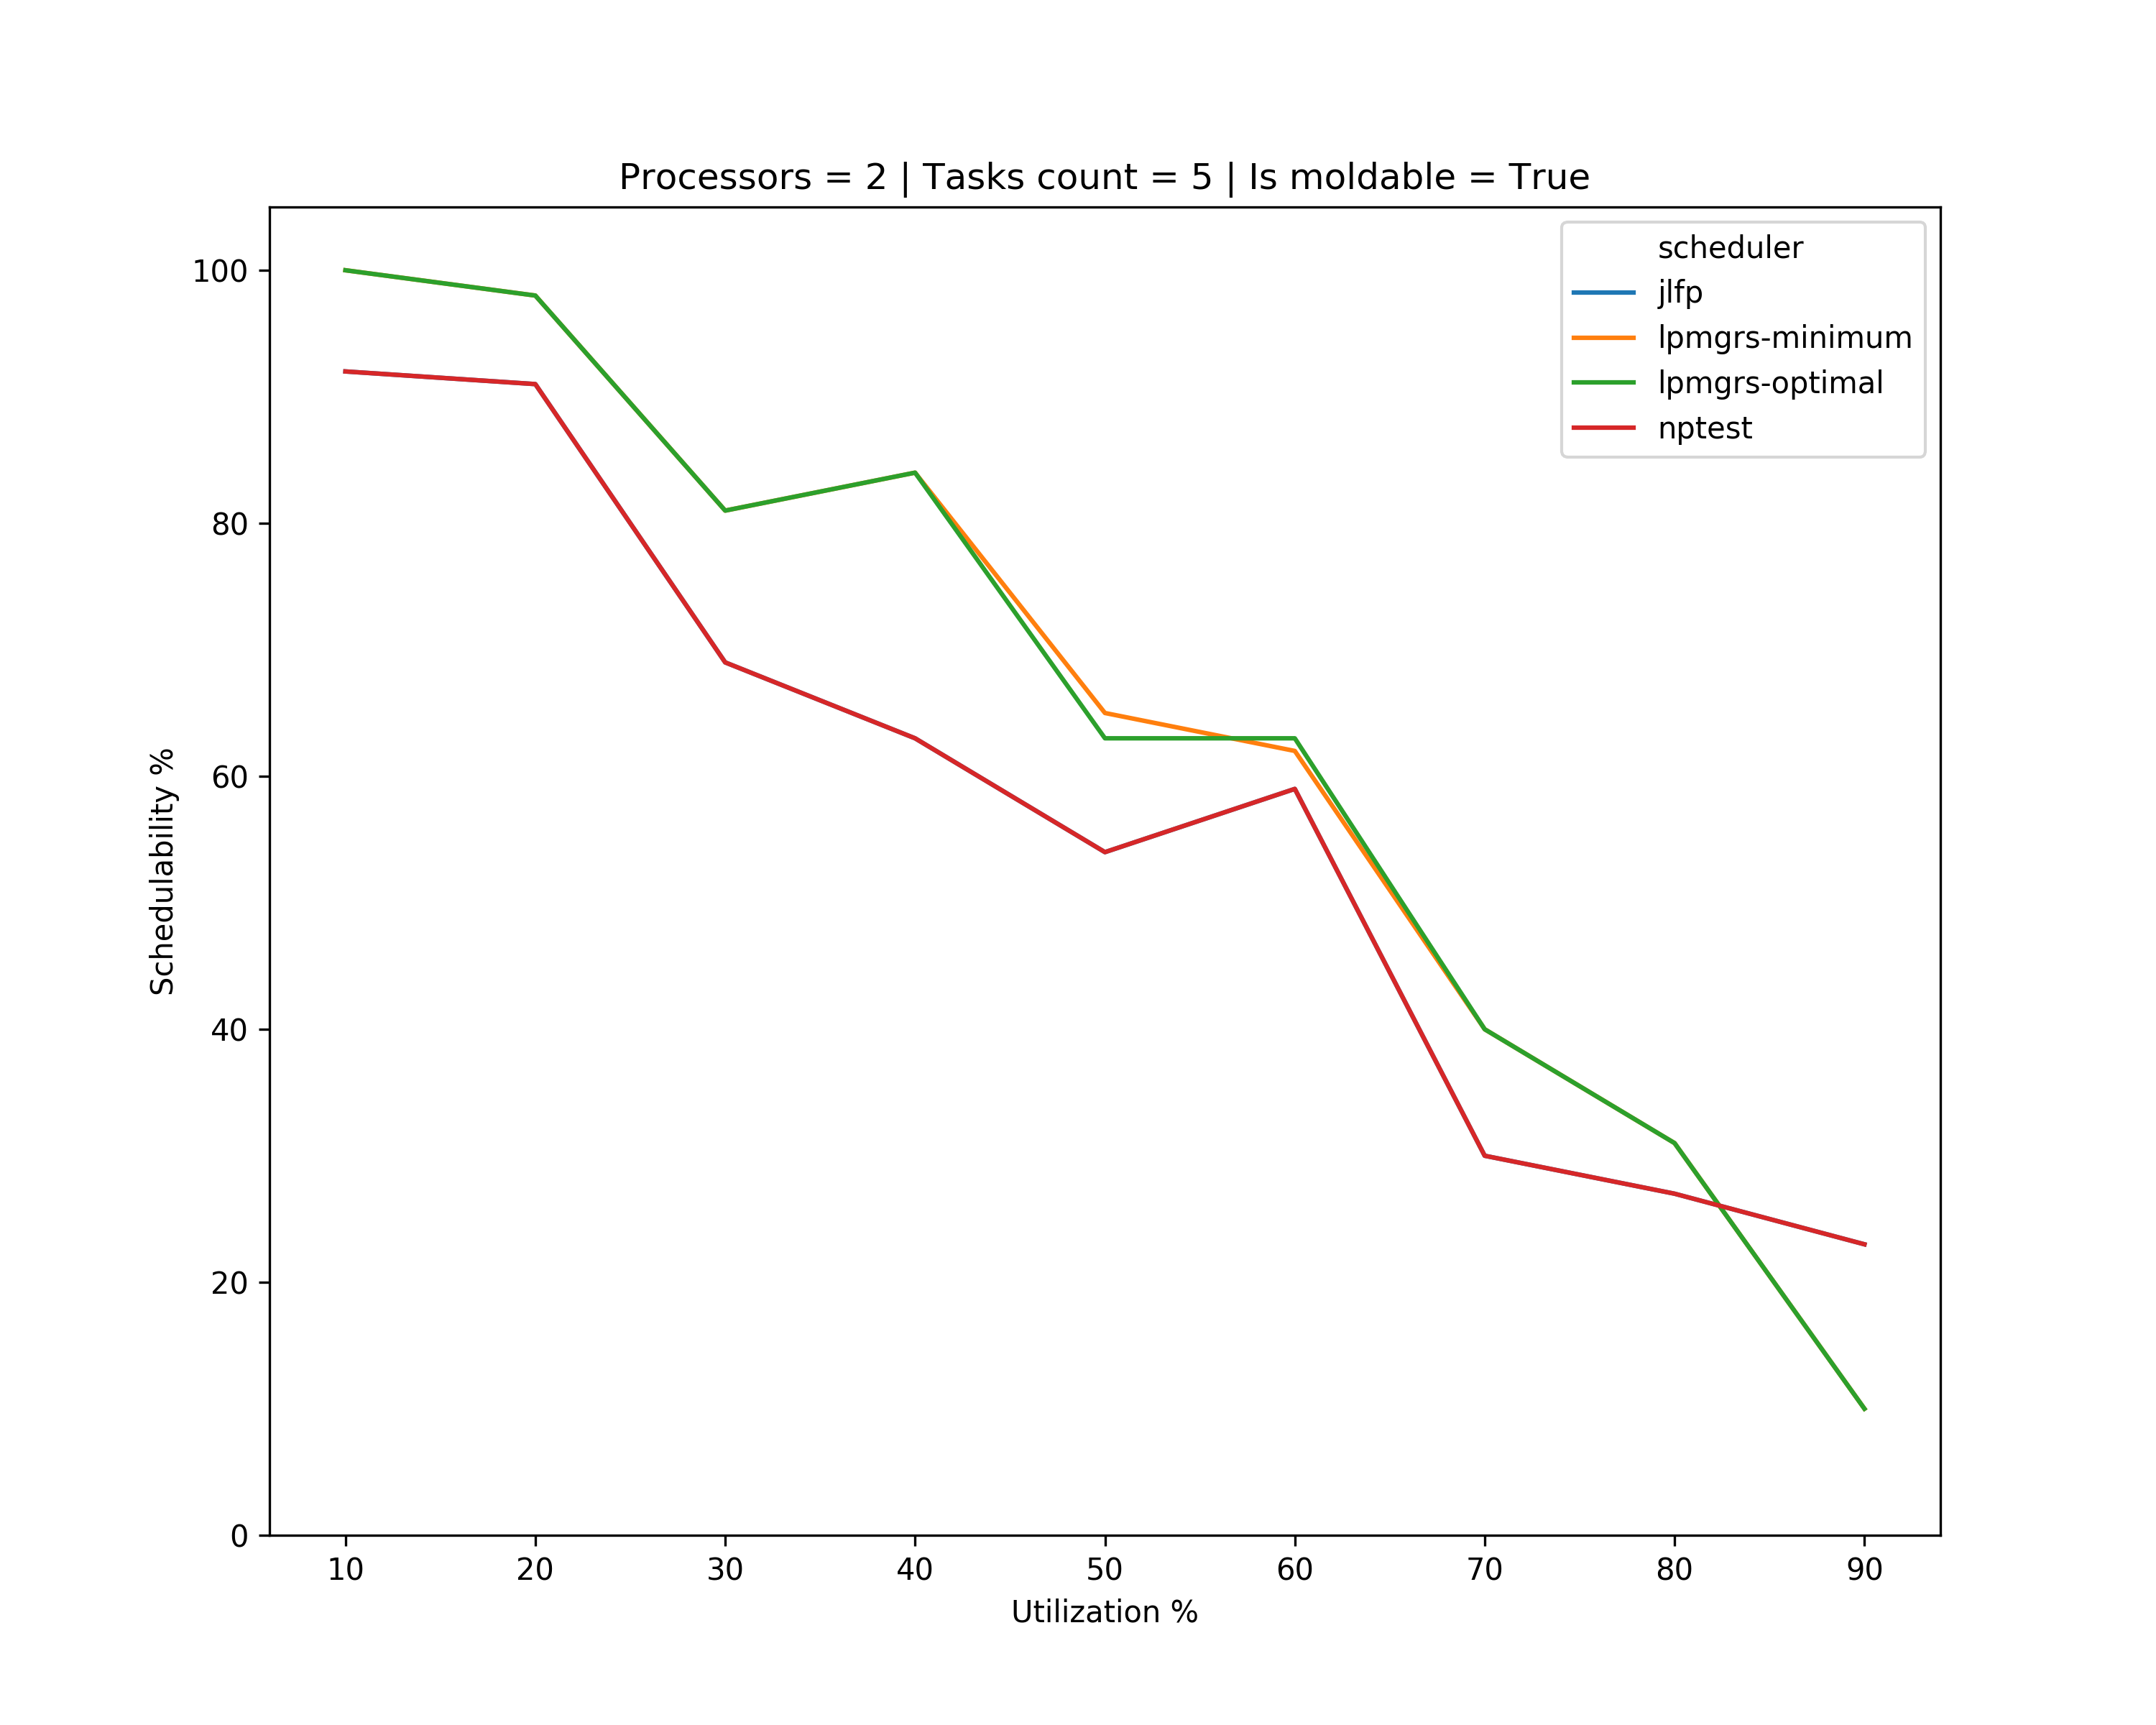 Processors = 2 | Tasks count = 5 | Is moldable = True
scheduler
jlfp
lpmgrs-minimum
lpmgrs-optimal
nptest
Schedulability %
100
80
60
40
20
0
10 20 30 40 50 60 70 80 90
Utilization %